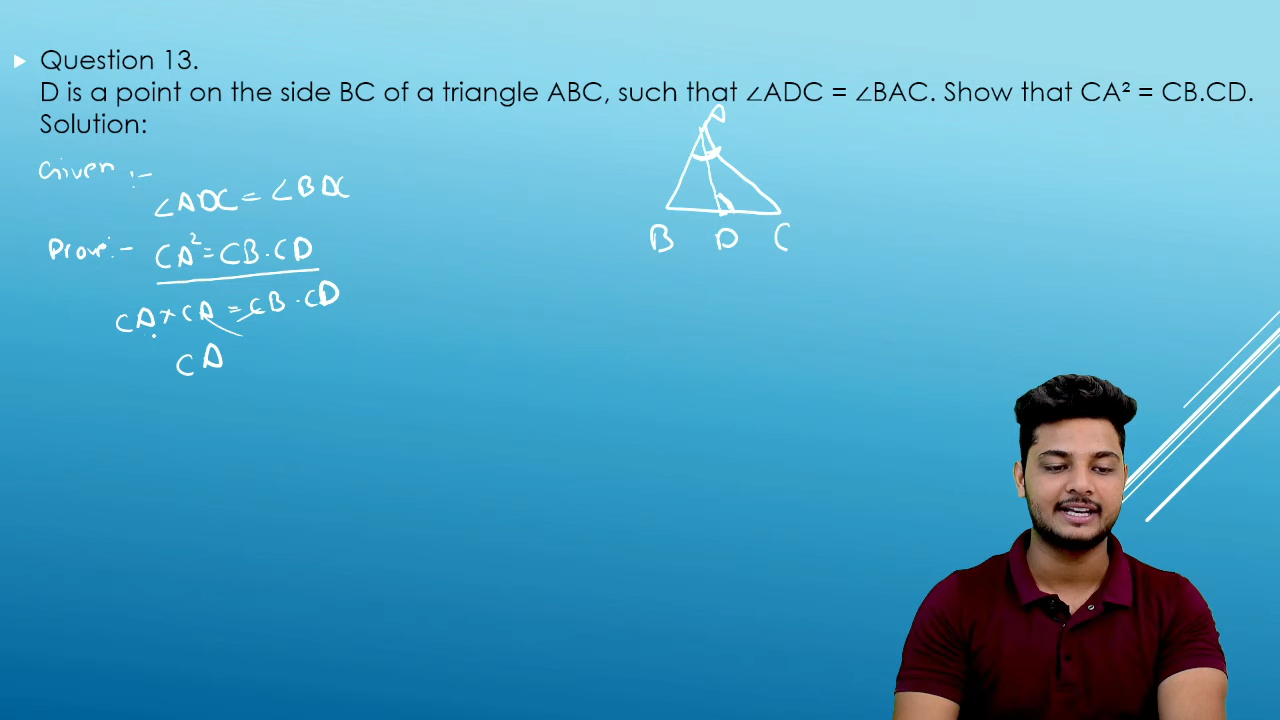 Question 13.
D is a point on the side BC of a triangle ABC, such that ∠ADC = ∠BAC. Show that CA² = CB.CD.
Solution:
Given :-
∠ADC = ∠BAC
Prove :- CA² = CB·CD
CA × CA = CB·CD
CA
A
B D C